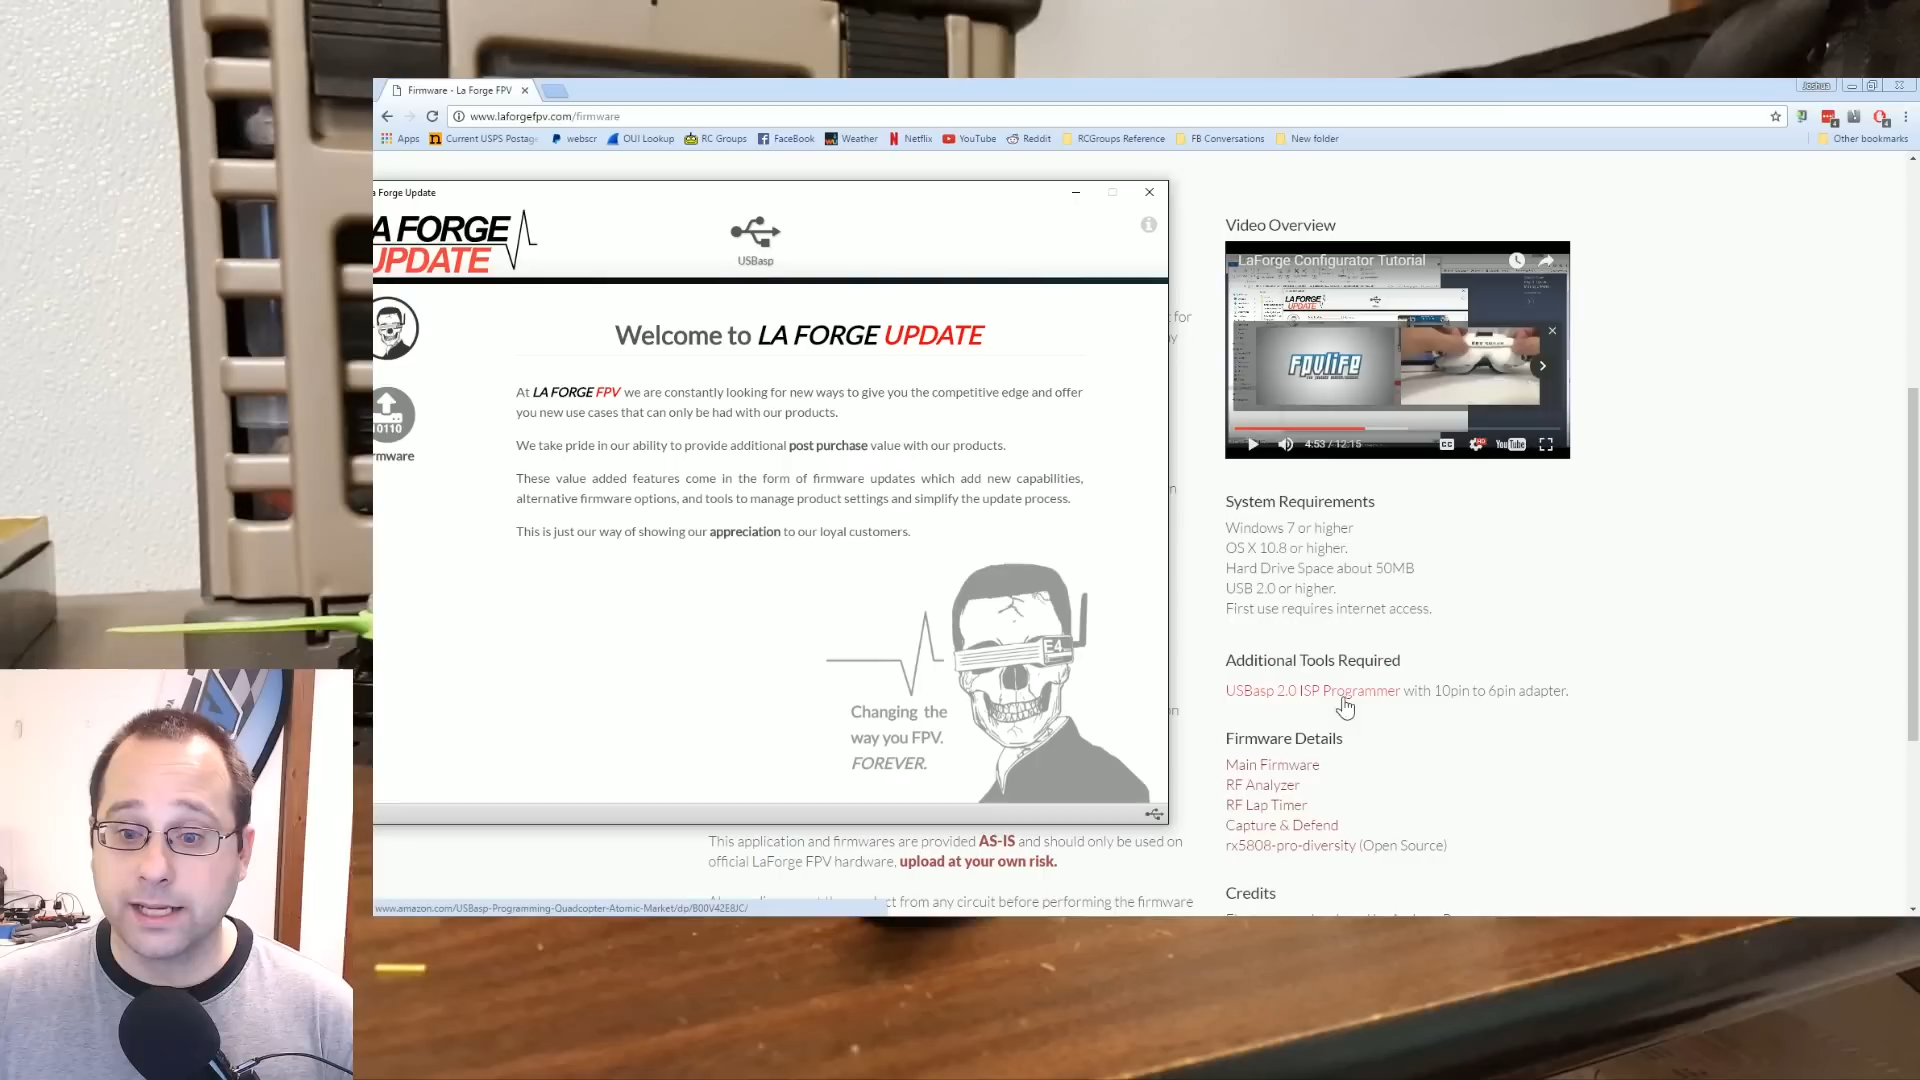 Firmware - La Forge FPV
Joshua
www.laforgefpv.com/firmware
Apps Current USPS Postage webscr OUI Lookup RC Groups FaceBook Weather Netflix YouTube Reddit RCGroups Reference FB Conversations New folder Other bookmarks
a Forge Update
A FORGE
UPDATE
USBasp
10110
rmware
Welcome to LA FORGE UPDATE
At LA FORGE FPV we are constantly looking for new ways to give you the competitive edge and offer
you new use cases that can only be had with our products.
We take pride in our ability to provide additional post purchase value with our products.
These value added features come in the form of firmware updates which add new capabilities,
alternative firmware options, and tools to manage product settings and simplify the update process.
This is just our way of showing our appreciation to our loyal customers.
E4
Changing the
way you FPV.
FOREVER.
t for
y
n
n
This application and firmwares are provided AS-IS and should only be used on
official LaForge FPV hardware, upload at your own risk.
ct from any circuit before performing the firmware
www.amazon.com/USBasp-Programming-Quadcopter-Atomic-Market/dp/B00V42E8JC/
Video Overview
LaForge Configurator Tutorial
LA FORGE
UPDATE
fpvlife
4:53 / 12:15
CC
HD
YouTube
System Requirements
Windows 7 or higher
OS X 10.8 or higher.
Hard Drive Space about 50MB
USB 2.0 or higher.
First use requires internet access.
Additional Tools Required
USBasp 2.0 ISP Programmer with 10pin to 6pin adapter.
Firmware Details
Main Firmware
RF Analyzer
RF Lap Timer
Capture & Defend
rx5808-pro-diversity (Open Source)
Credits